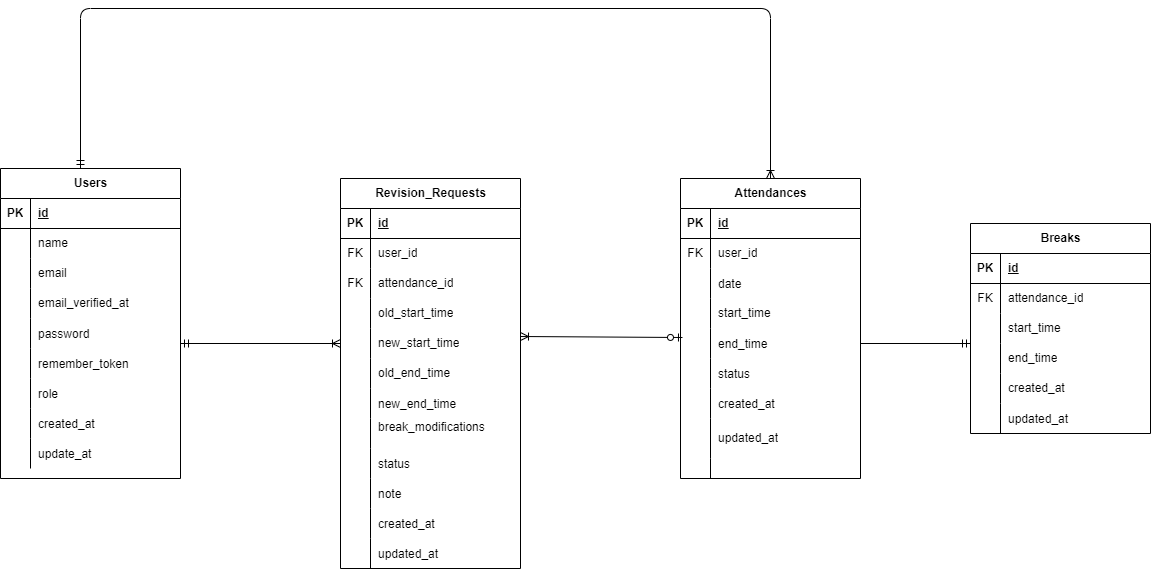 Users
PK id
name
email
email_verified_at
password
remember_token
role
created_at
update_at
Revision_Requests
PK id
FK user_id
FK attendance_id
old_start_time
new_start_time
old_end_time
new_end_time
break_modifications
status
note
created_at
updated_at
Attendances
PK id
FK user_id
date
start_time
end_time
status
created_at
updated_at
Breaks
PK id
FK attendance_id
start_time
end_time
created_at
updated_at